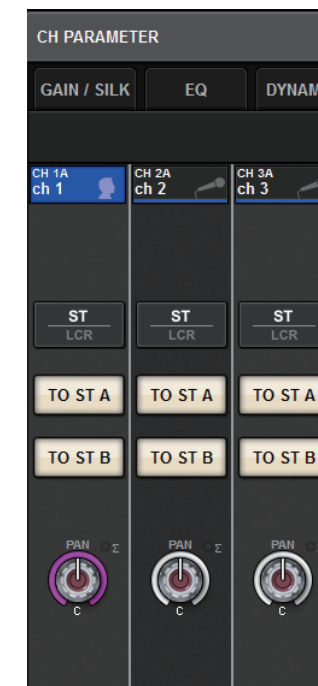 CH PARAMETER
GAIN / SILK EQ DYNAM
CH 1A CH 2A CH 3A
ch 1 ch 2 ch 3
ST ST ST
LCR LCR LCR
TO ST A TO ST A TO ST A
TO ST B TO ST B TO ST B
PAN Σ PAN Σ PAN
C C C